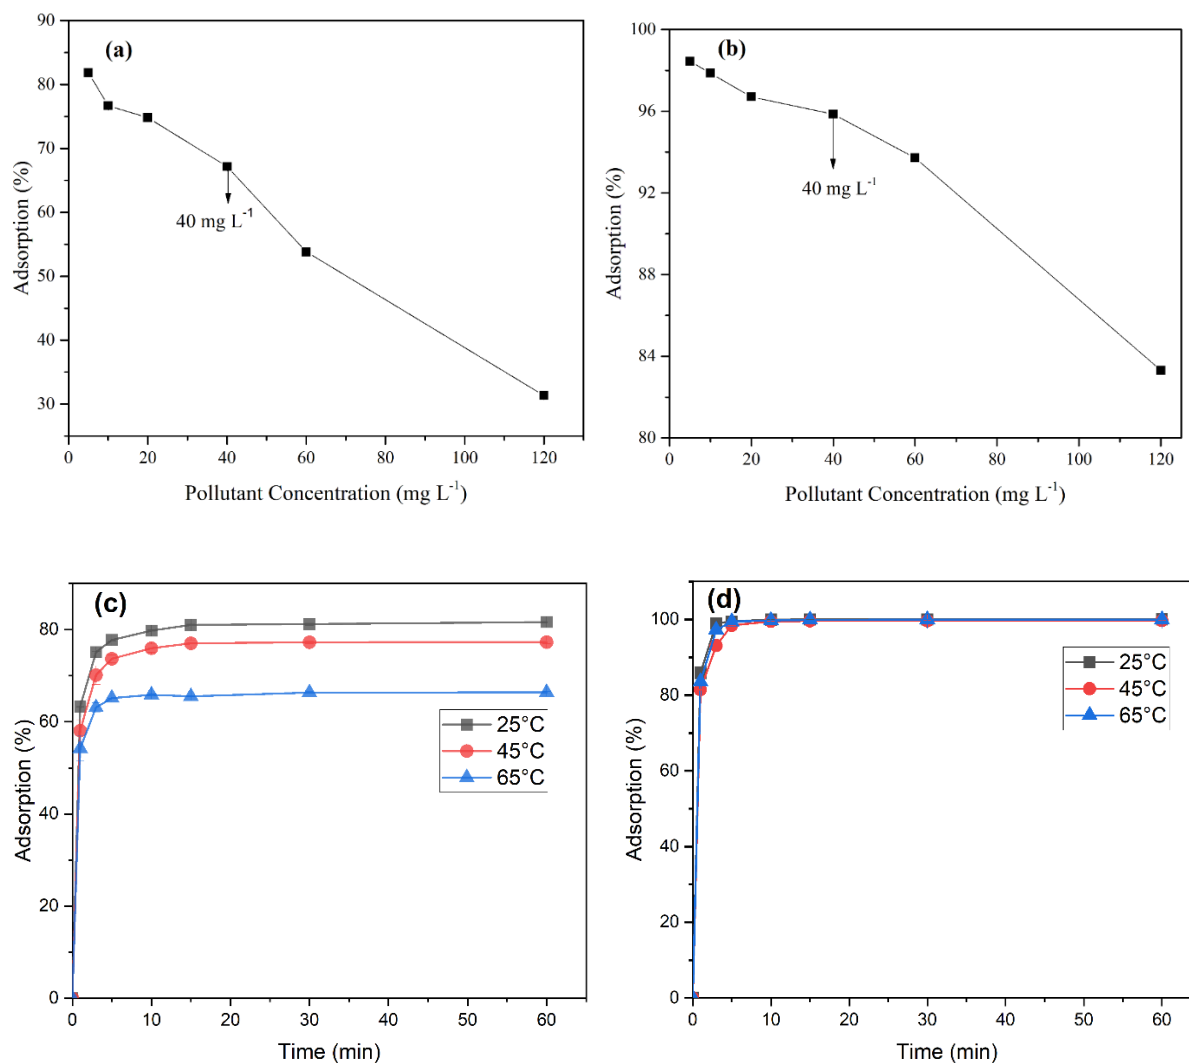 (a)
90
80
70
60
50
40
30
Adsorption (%)
40 mg L⁻¹
0 20 40 60 80 100 120
Pollutant Concentration (mg L⁻¹)
(b)
100
96
92
88
84
80
Adsorption (%)
40 mg L⁻¹
0 20 40 60 80 100 120
Pollutant Concentration (mg L⁻¹)
(c)
80
60
40
20
0
Adsorption (%)
25°C
45°C
65°C
0 10 20 30 40 50 60
Time (min)
(d)
100
80
60
40
20
0
Adsorption (%)
25°C
45°C
65°C
0 10 20 30 40 50 60
Time (min)